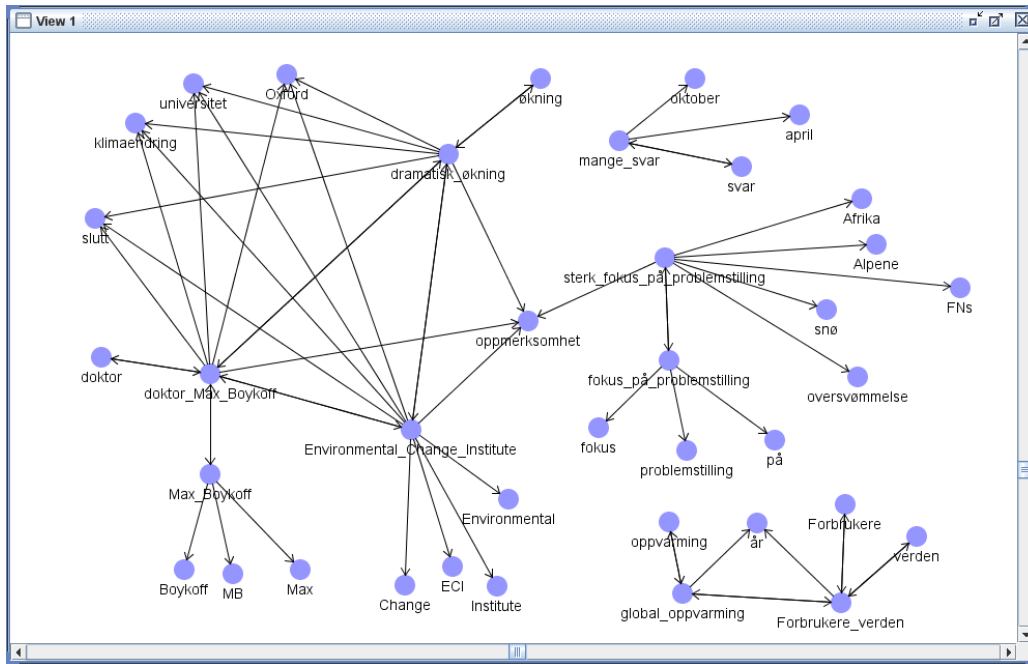 View 1
universitet
Oxford
økning
oktober
klimaendring
april
mange_svar
dramatisk_økning
svar
slutt
Afrika
Alpene
sterk_fokus_på_problemstilling
FNs
snø
oppmerksomhet
doktor
doktor_Max_Boykoff
fokus_på_problemstilling
oversvømmelse
Environmental_Change_Institute
fokus
problemstilling
på
Max_Boykoff
Environmental
Forbrukere
oppvarming
år
verden
Boykoff
MB
Max
Change
ECI
Institute
global_oppvarming
Forbrukere_verden